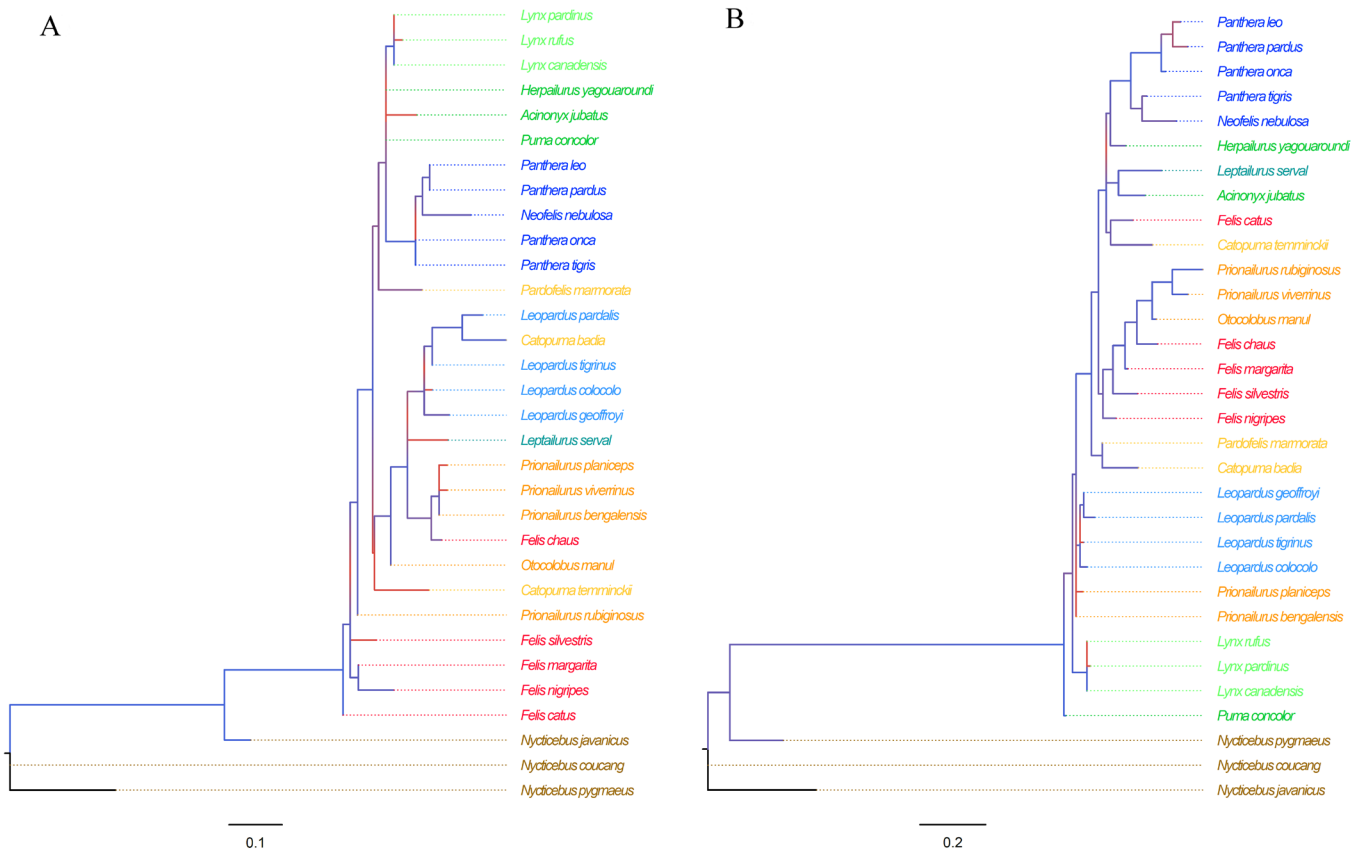 A
Lynx pardinus
Lynx rufus
Lynx canadensis
Herpailurus yagouaroundi
Acinonyx jubatus
Puma concolor
Panthera leo
Panthera pardus
Neofelis nebulosa
Panthera onca
Panthera tigris
Pardofelis marmorata
Leopardus pardalis
Catopuma badia
Leopardus tigrinus
Leopardus colocolo
Leopardus geoffroyi
Leptailurus serval
Prionailurus planiceps
Prionailurus viverrinus
Prionailurus bengalensis
Felis chaus
Otocolobus manul
Catopuma temminckii
Prionailurus rubiginosus
Felis silvestris
Felis margarita
Felis nigripes
Felis catus
Nycticebus javanicus
Nycticebus coucang
Nycticebus pygmaeus
0.1
B
Panthera leo
Panthera pardus
Panthera onca
Panthera tigris
Neofelis nebulosa
Herpailurus yagouaroundi
Leptailurus serval
Acinonyx jubatus
Felis catus
Catopuma temminckii
Prionailurus rubiginosus
Prionailurus viverrinus
Otocolobus manul
Felis chaus
Felis margarita
Felis silvestris
Felis nigripes
Pardofelis marmorata
Catopuma badia
Leopardus geoffroyi
Leopardus pardalis
Leopardus tigrinus
Leopardus colocolo
Prionailurus planiceps
Prionailurus bengalensis
Lynx rufus
Lynx pardinus
Lynx canadensis
Puma concolor
Nycticebus pygmaeus
Nycticebus coucang
Nycticebus javanicus
0.2